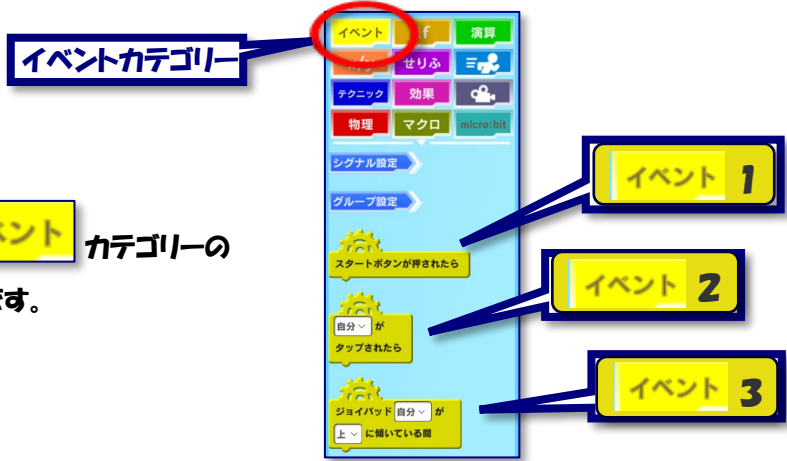 イベントカテゴリー
イベント
if
演算
せりふ
テクニック
効果
物理
マクロ
micro:bit
シグナル設定
グループ設定
スタートボタンが押されたら
自分 が
タップされたら
ジョイパッド 自分 が
上 に傾いている間
イベント 1
イベント 2
イベント 3
ント カテゴリーの
す。